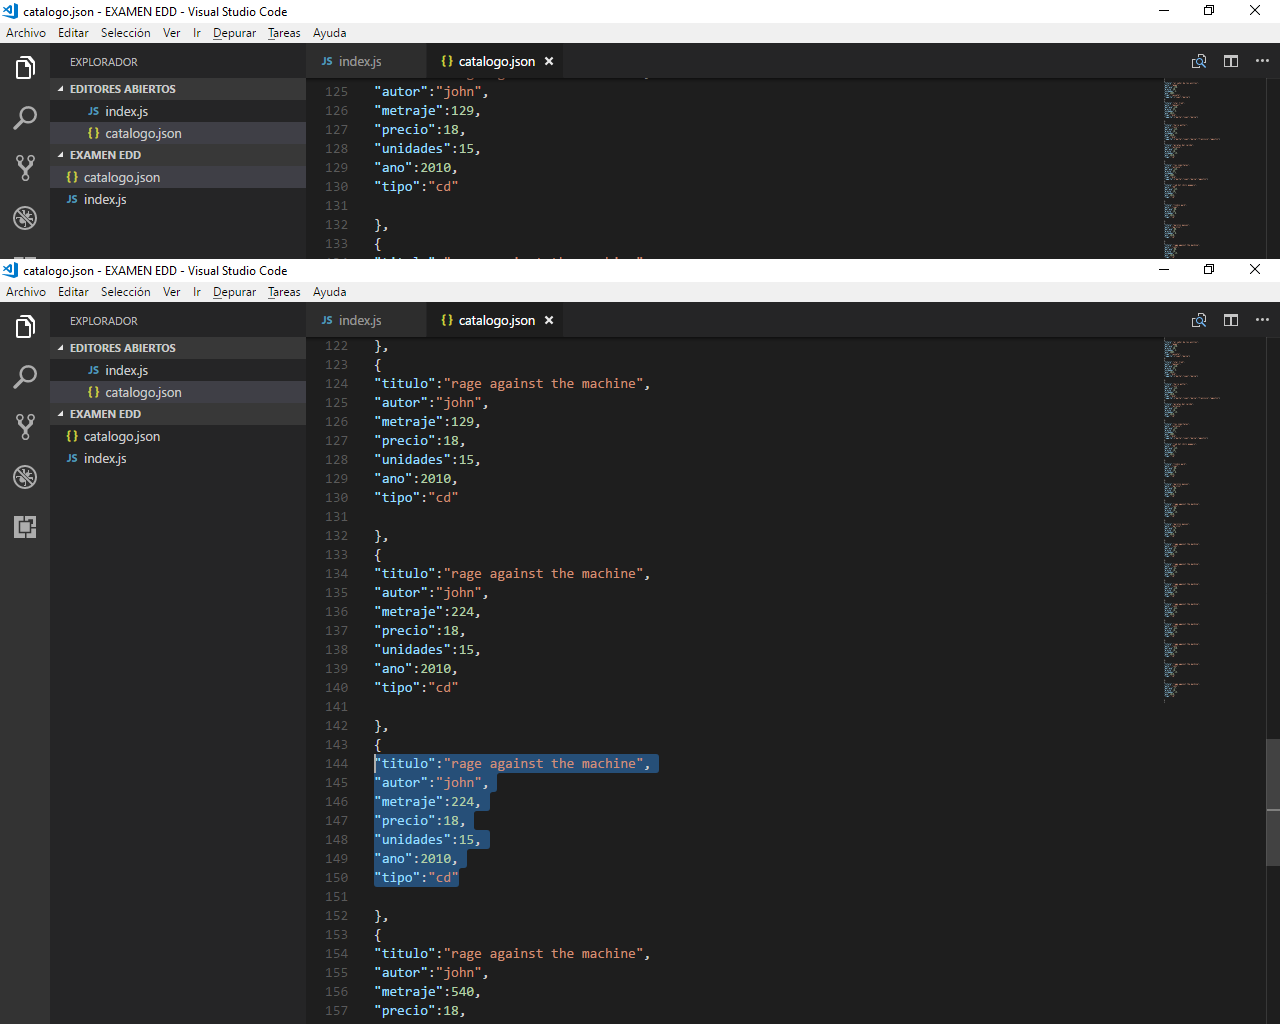 catalogo.json - EXAMEN EDD - Visual Studio Code
Archivo Editar Selección Ver Ir Depurar Tareas Ayuda
EXPLORADOR
EDITORES ABIERTOS
JS index.js
{} catalogo.json
EXAMEN EDD
{} catalogo.json
JS index.js
JS index.js
{} catalogo.json
125 "autor":"john",
126 "metraje":129,
127 "precio":18,
128 "unidades":15,
129 "ano":2010,
130 "tipo":"cd"
131
132 },
133 {
catalogo.json - EXAMEN EDD - Visual Studio Code
Archivo Editar Selección Ver Ir Depurar Tareas Ayuda
EXPLORADOR
EDITORES ABIERTOS
JS index.js
{} catalogo.json
EXAMEN EDD
{} catalogo.json
JS index.js
JS index.js
{} catalogo.json
122 },
123 {
124 "titulo":"rage against the machine",
125 "autor":"john",
126 "metraje":129,
127 "precio":18,
128 "unidades":15,
129 "ano":2010,
130 "tipo":"cd"
131
132 },
133 {
134 "titulo":"rage against the machine",
135 "autor":"john",
136 "metraje":224,
137 "precio":18,
138 "unidades":15,
139 "ano":2010,
140 "tipo":"cd"
141
142 },
143 {
144 "titulo":"rage against the machine",
145 "autor":"john",
146 "metraje":224,
147 "precio":18,
148 "unidades":15,
149 "ano":2010,
150 "tipo":"cd"
151
152 },
153 {
154 "titulo":"rage against the machine",
155 "autor":"john",
156 "metraje":540,
157 "precio":18,